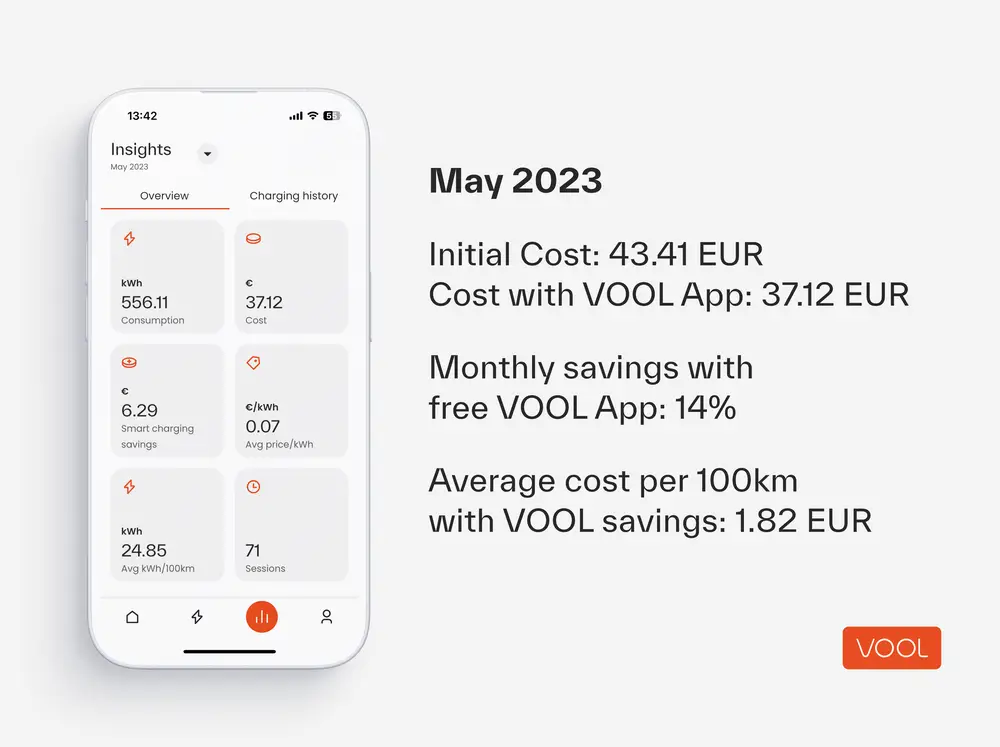 13:42
Insights
May 2023
Overview
Charging history
kWh
556.11
Consumption
€
37.12
Cost
€
6.29
Smart charging
savings
€/kWh
0.07
Avg price/kWh
kWh
24.85
Avg kWh/100km
71
Sessions
May 2023
Initial Cost: 43.41 EUR
Cost with VOOL App: 37.12 EUR
Monthly savings with
free VOOL App: 14%
Average cost per 100km
with VOOL savings: 1.82 EUR
VOOL